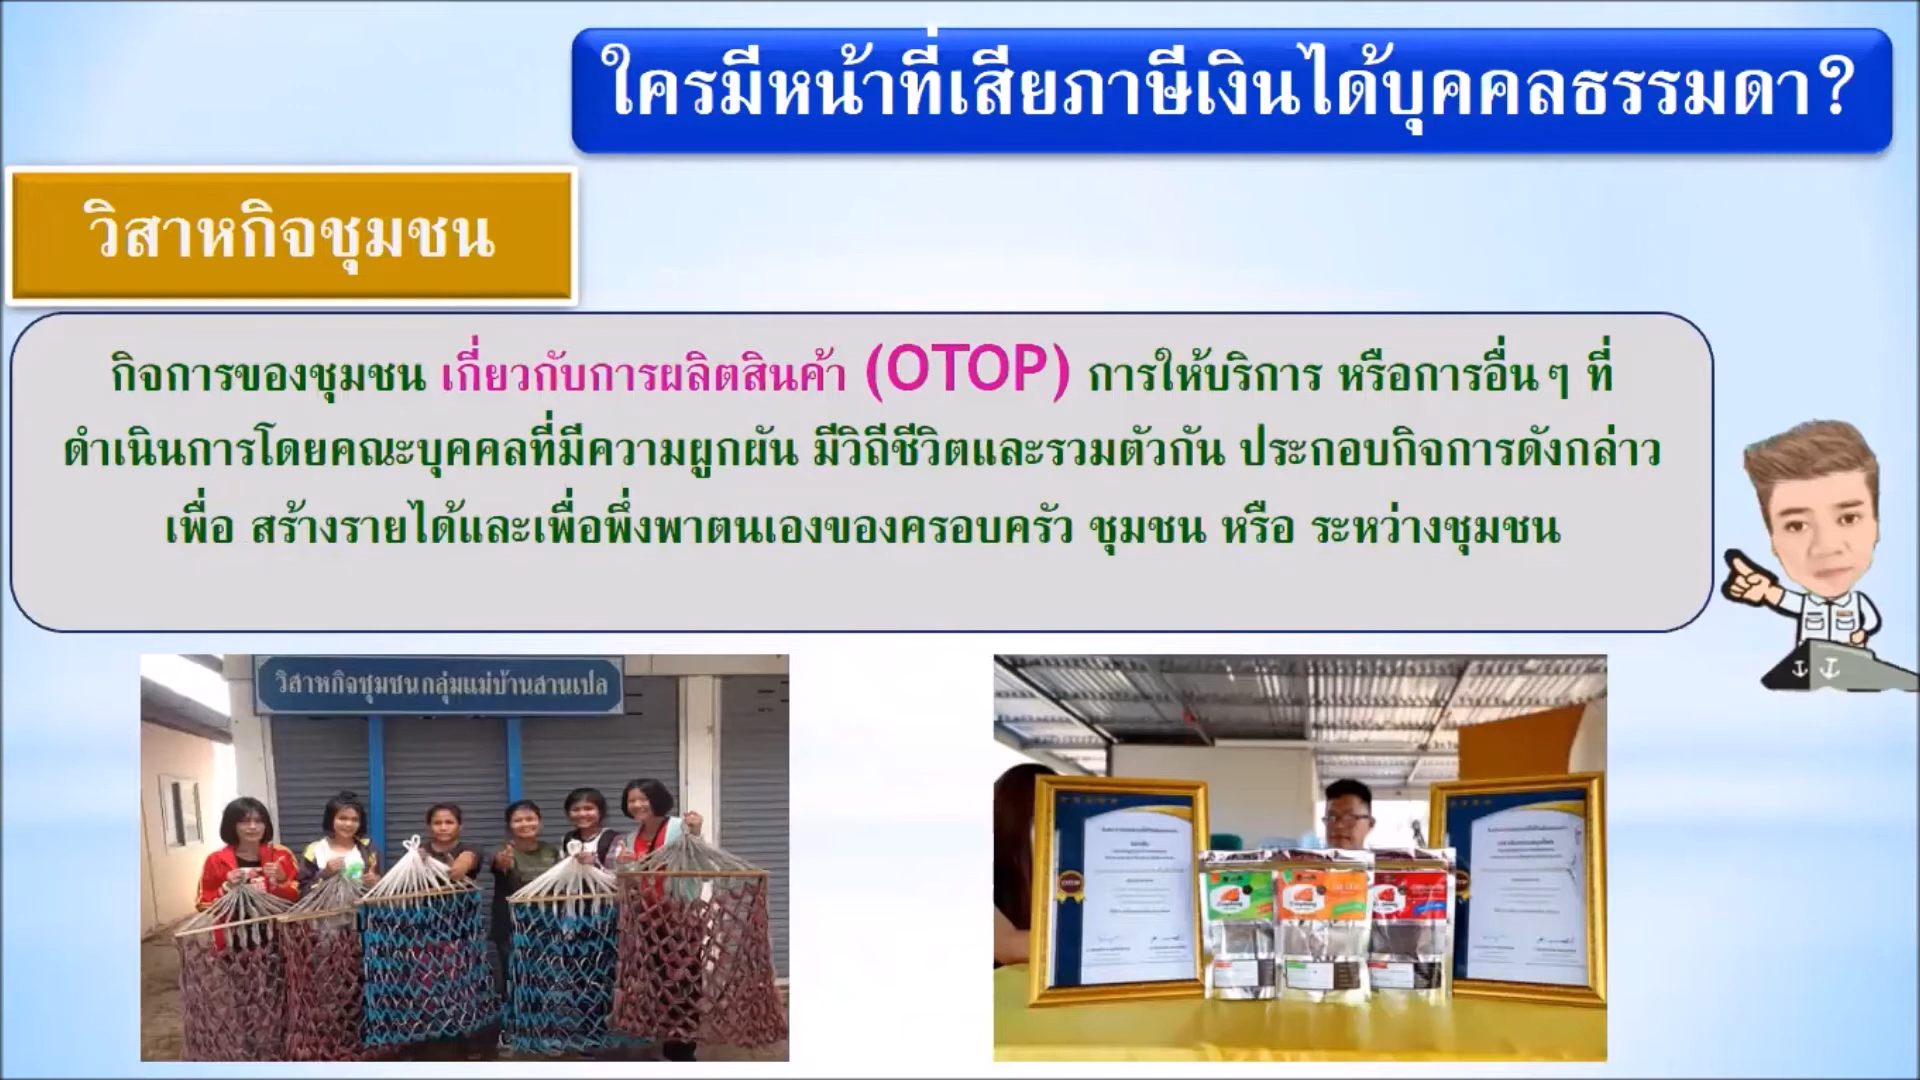 ใครมีหน้าที่เสียภาษีเงินได้บุคคลธรรมดา?
วิสาหกิจชุมชน
กิจการของชุมชน เกี่ยวกับการผลิตสินค้า (OTOP) การให้บริการ หรือการอื่นๆ ที่
ดำเนินการโดยคณะบุคคลที่มีความผูกผัน มีวิถีชีวิตและรวมตัวกัน ประกอบกิจการดังกล่าว
เพื่อ สร้างรายได้และเพื่อพึ่งพาตนเองของครอบครัว ชุมชน หรือ ระหว่างชุมชน
วิสาหกิจชุมชนกลุ่มแม่บ้านสานเปล